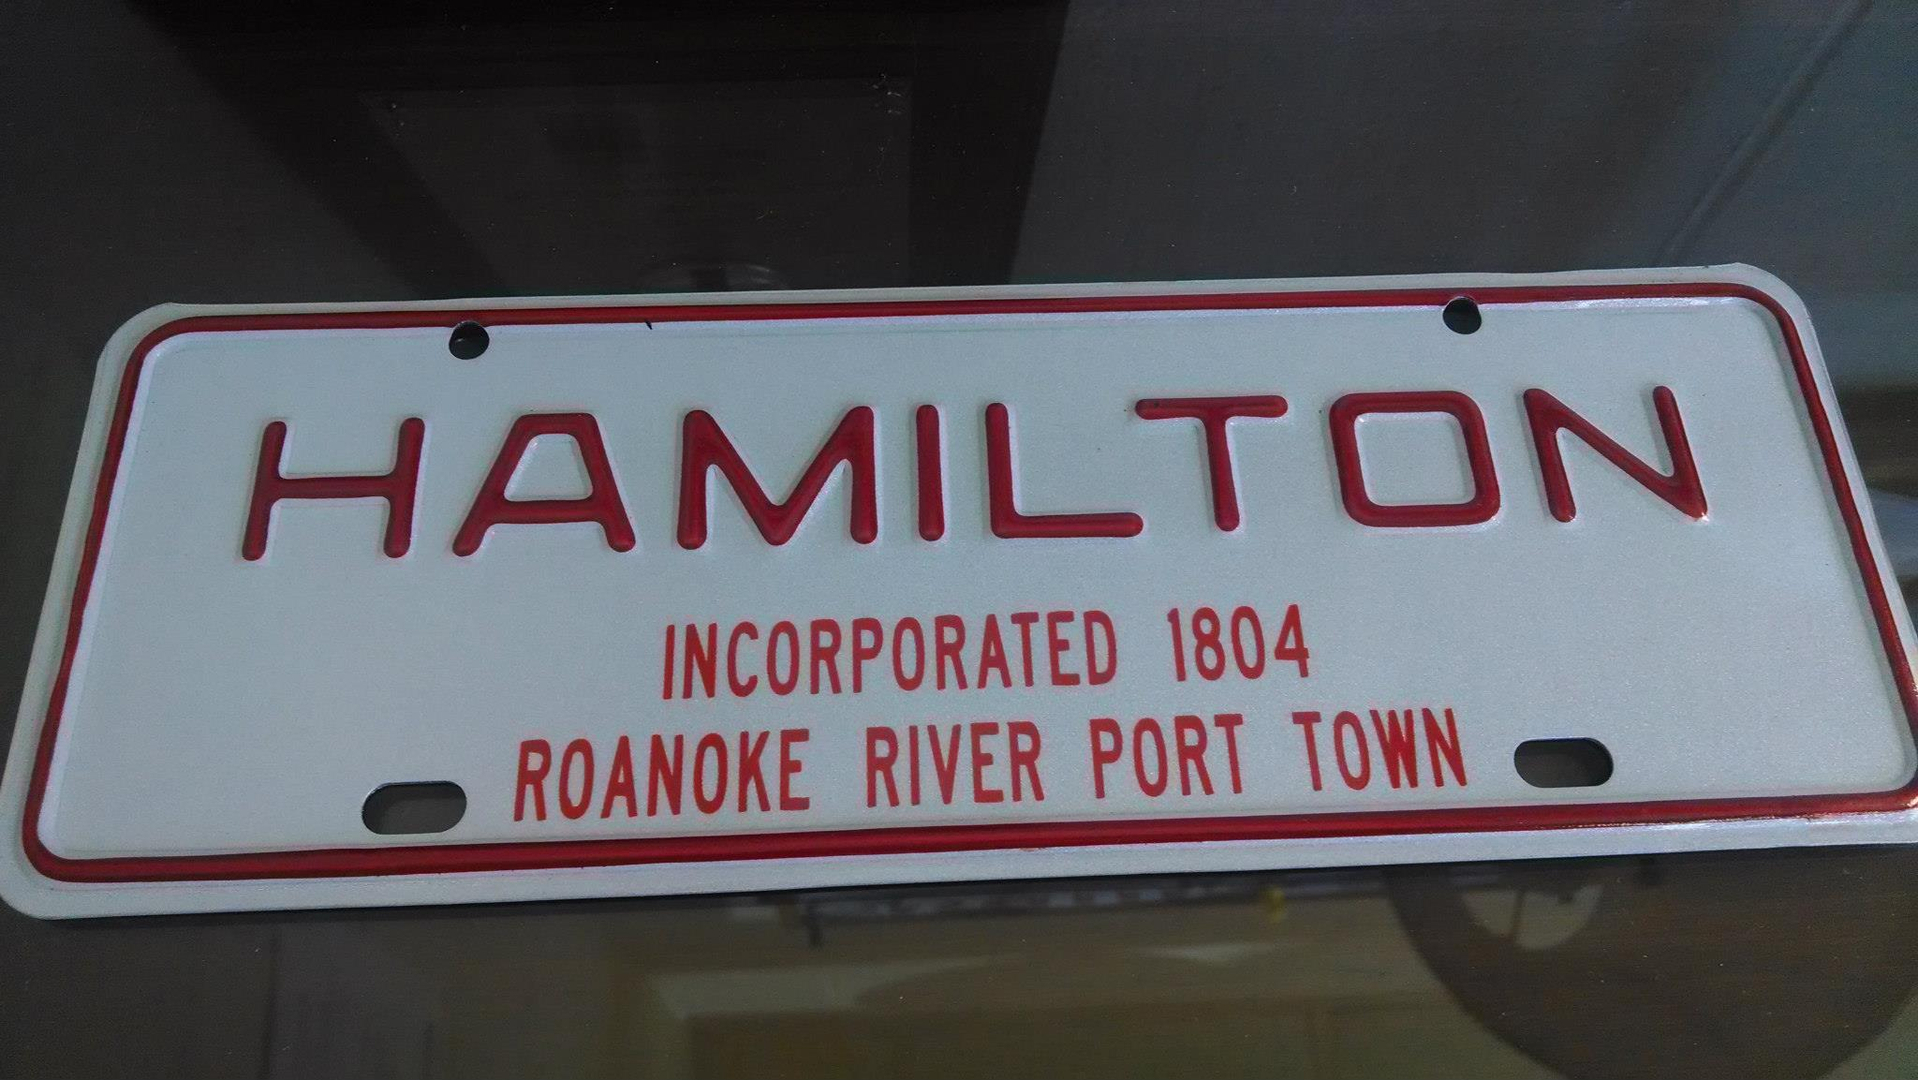 HAMILTON
INCORPORATED 1804
ROANOKE RIVER PORT TOWN